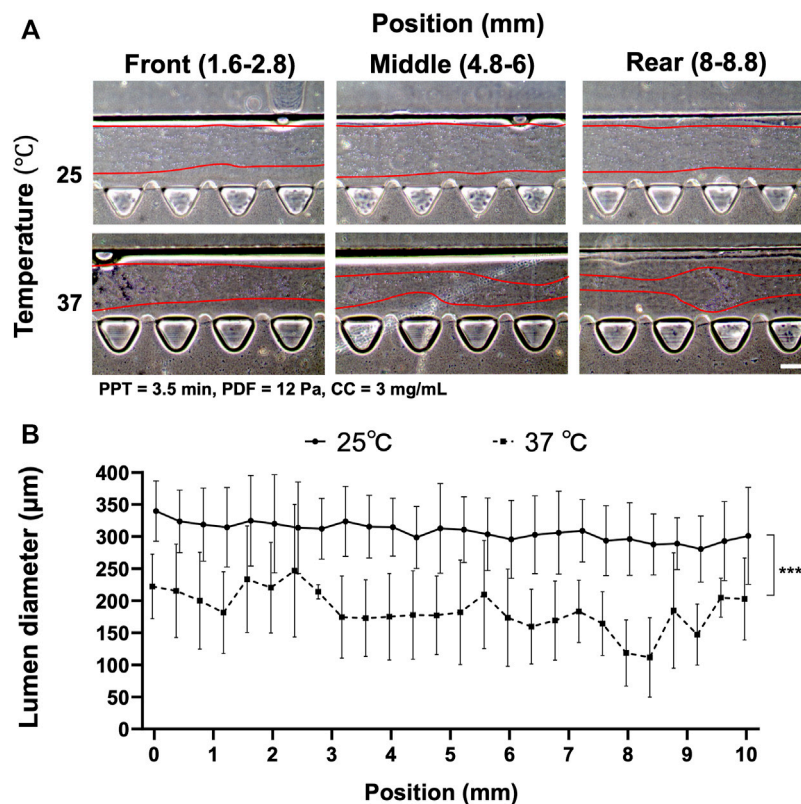 A
Position (mm)
Front (1.6-2.8) Middle (4.8-6) Rear (8-8.8)
Temperature (℃)
25
37
PPT = 3.5 min, PDF = 12 Pa, CC = 3 mg/mL
B
25℃ 37 ℃
Lumen diameter (µm)
400
350
300
250
200
150
100
50
0
***
0 1 2 3 4 5 6 7 8 9 10
Position (mm)